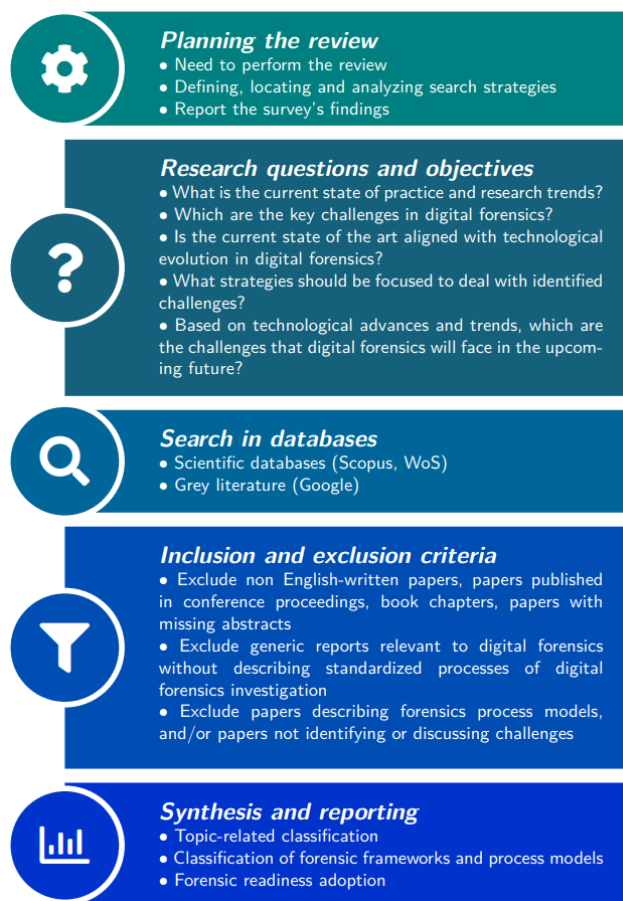 Planning the review
• Need to perform the review
• Defining, locating and analyzing search strategies
• Report the survey's findings
Research questions and objectives
• What is the current state of practice and research trends?
• Which are the key challenges in digital forensics?
• Is the current state of the art aligned with technological
evolution in digital forensics?
• What strategies should be focused to deal with identified
challenges?
• Based on technological advances and trends, which are
the challenges that digital forensics will face in the upcom-
ing future?
Search in databases
• Scientific databases (Scopus, WoS)
• Grey literature (Google)
Inclusion and exclusion criteria
• Exclude non English-written papers, papers published
in conference proceedings, book chapters, papers with
missing abstracts
• Exclude generic reports relevant to digital forensics
without describing standardized processes of digital
forensics investigation
• Exclude papers describing forensics process models,
and/or papers not identifying or discussing challenges
Synthesis and reporting
• Topic-related classification
• Classification of forensic frameworks and process models
• Forensic readiness adoption